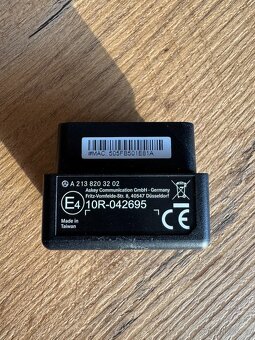 #MAC: 505FB501EB1A
A 213 820 32 02
Askey Communication GmbH - Germany
Fritz-Vomfelde-Str. 8, 40547 Düsseldorf
E4 10R-042695 CE
Made in
Taiwan